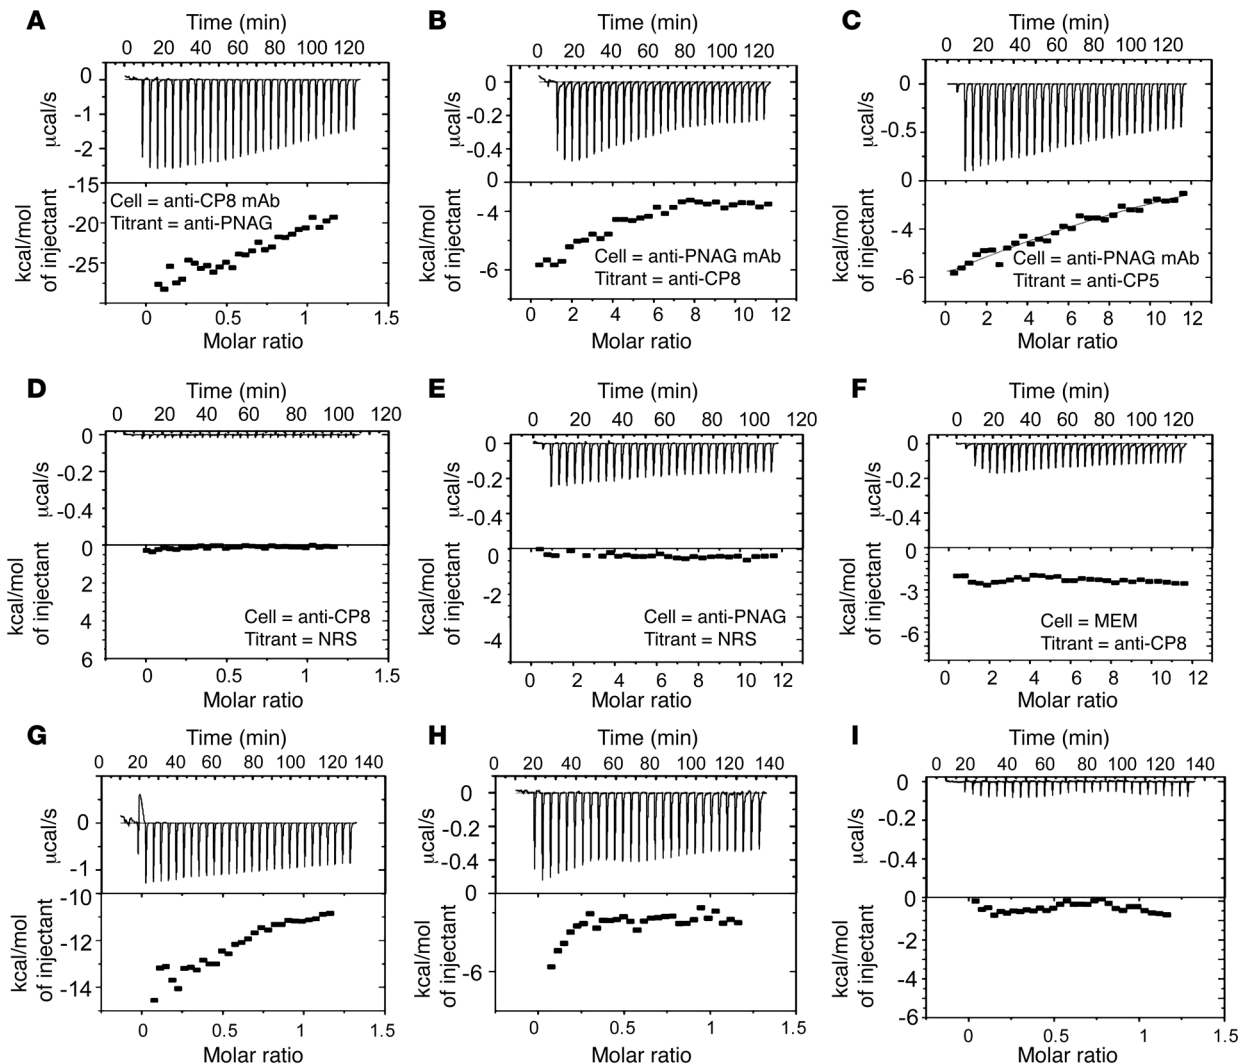 A
Time (min)
0 20 40 60 80 100 120
0
-1
-2
μcal/s
-15
-20
-25
kcal/mol
of injectant
Cell = anti-CP8 mAb
Titrant = anti-PNAG
0 0.5 1 1.5
Molar ratio
B
Time (min)
0 20 40 60 80 100 120
0
-0.2
-0.4
μcal/s
0
-4
-6
kcal/mol
of injectant
Cell = anti-PNAG mAb
Titrant = anti-CP8
0 2 4 6 8 10 12
Molar ratio
C
Time (min)
0 20 40 60 80 100 120
0
-0.5
μcal/s
0
-4
-6
kcal/mol
of injectant
Cell = anti-PNAG mAb
Titrant = anti-CP5
0 2 4 6 8 10 12
Molar ratio
D
Time (min)
0 20 40 60 80 100 120
0
-0.2
-0.4
μcal/s
0
2
4
6
kcal/mol
of injectant
Cell = anti-CP8
Titrant = NRS
0 0.5 1 1.5
Molar ratio
E
Time (min)
0 20 40 60 80 100 120
0
-0.2
-0.4
μcal/s
0
-2
-4
kcal/mol
of injectant
Cell = anti-PNAG
Titrant = NRS
0 2 4 6 8 10 12
Molar ratio
F
Time (min)
0 20 40 60 80 100 120
0
-0.2
-0.4
μcal/s
0
-3
-6
kcal/mol
of injectant
Cell = MEM
Titrant = anti-CP8
0 2 4 6 8 10 12
Molar ratio
G
Time (min)
0 20 40 60 80 100 120 140
0
-1
μcal/s
-10
-12
-14
kcal/mol
of injectant
0 0.5 1 1.5
Molar ratio
H
Time (min)
0 20 40 60 80 100 120 140
0
-0.2
-0.4
μcal/s
0
-6
kcal/mol
of injectant
0 0.5 1 1.5
Molar ratio
I
Time (min)
0 20 40 60 80 100 120 140
0
-0.2
-0.4
μcal/s
0
-2
-4
-6
kcal/mol
of injectant
0 0.5 1 1.5
Molar ratio